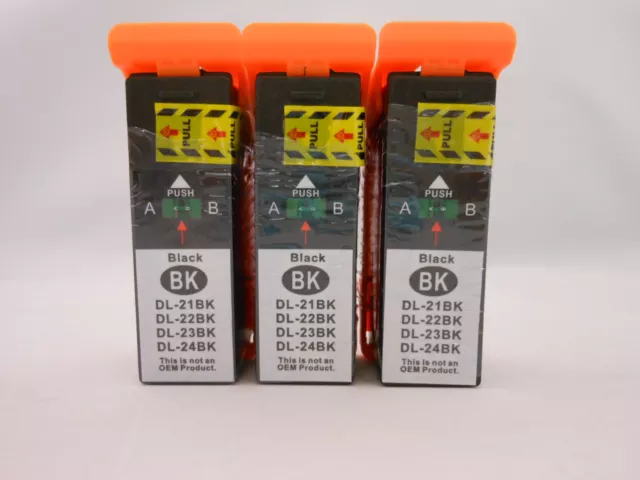 PULL
PUSH
A B
Black
BK
DL-21BK
DL-22BK
DL-23BK
DL-24BK
This is not an
OEM Product.
PULL
PUSH
A B
Black
BK
DL-21BK
DL-22BK
DL-23BK
DL-24BK
This is not an
OEM Product.
PULL
PUSH
A B
Black
BK
DL-21BK
DL-22BK
DL-23BK
DL-24BK
This is not an
OEM Product.